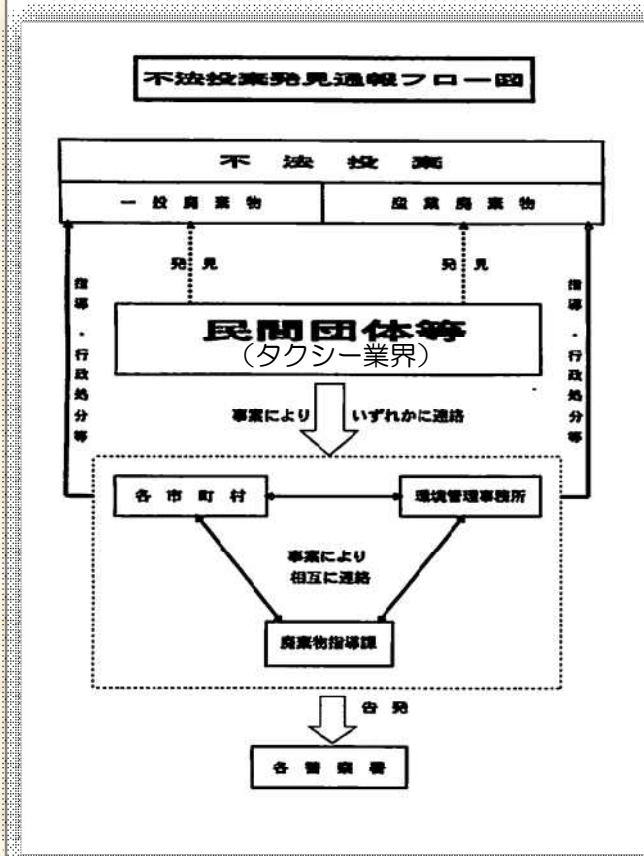 不法投棄発見通報フロー図
不法投棄
一般廃棄物
産業廃棄物
発見
発見
指導・行政処分等
指導・行政処分等
民間団体等
（タクシー業界）
事案により いずれかに連絡
各市町村
環境管理事務所
事案により
相互に連絡
廃棄物指導課
告発
各警察署